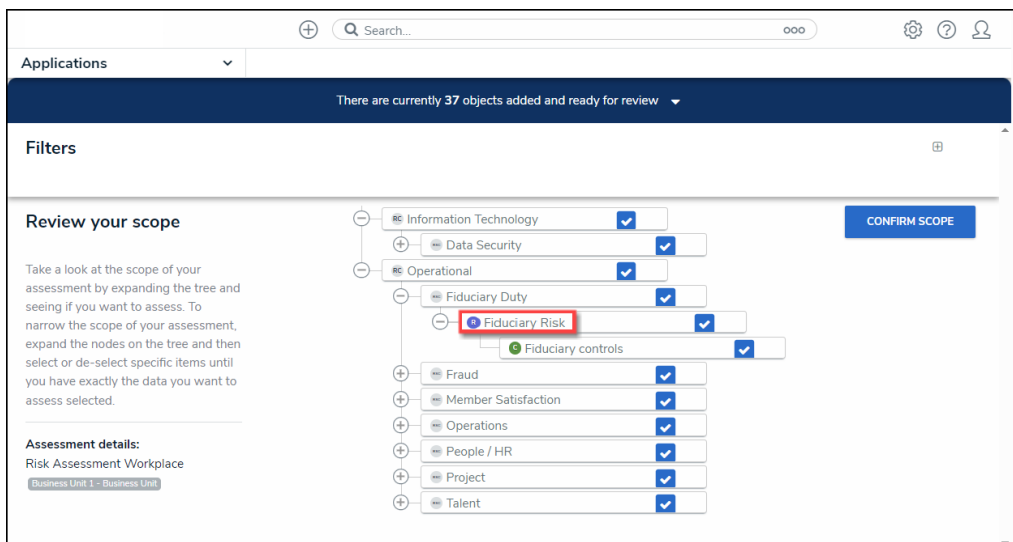 Search...
Applications
There are currently 37 objects added and ready for review
Filters
Review your scope
CONFIRM SCOPE
Take a look at the scope of your
assessment by expanding the tree and
seeing if you want to assess. To
narrow the scope of your assessment,
expand the nodes on the tree and then
select or de-select specific items until
you have exactly the data you want to
assess selected.
Assessment details:
Risk Assessment Workplace
Business Unit 1 - Business Unit
RC Information Technology
Data Security
RC Operational
Fiduciary Duty
R Fiduciary Risk
C Fiduciary controls
Fraud
Member Satisfaction
Operations
People / HR
Project
Talent